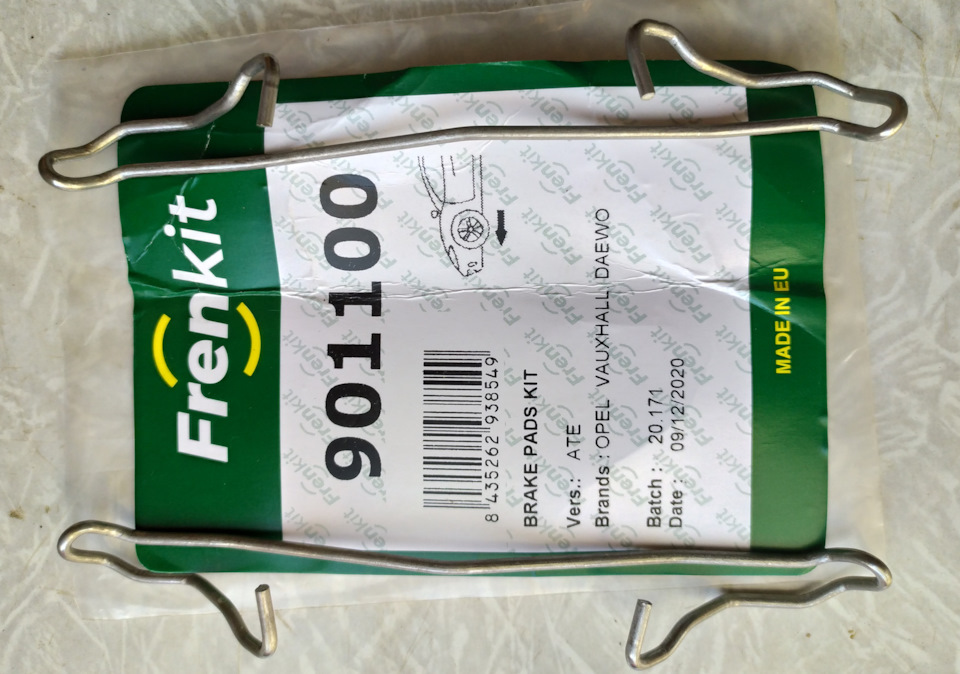 Frenkit
901100
8 435262 938549
BRAKE PADS KIT
Vers.: ATE
Brands : OPEL VAUXHALL DAEWO
Batch : 20.171
Date : 09/12/2020
MADE IN EU